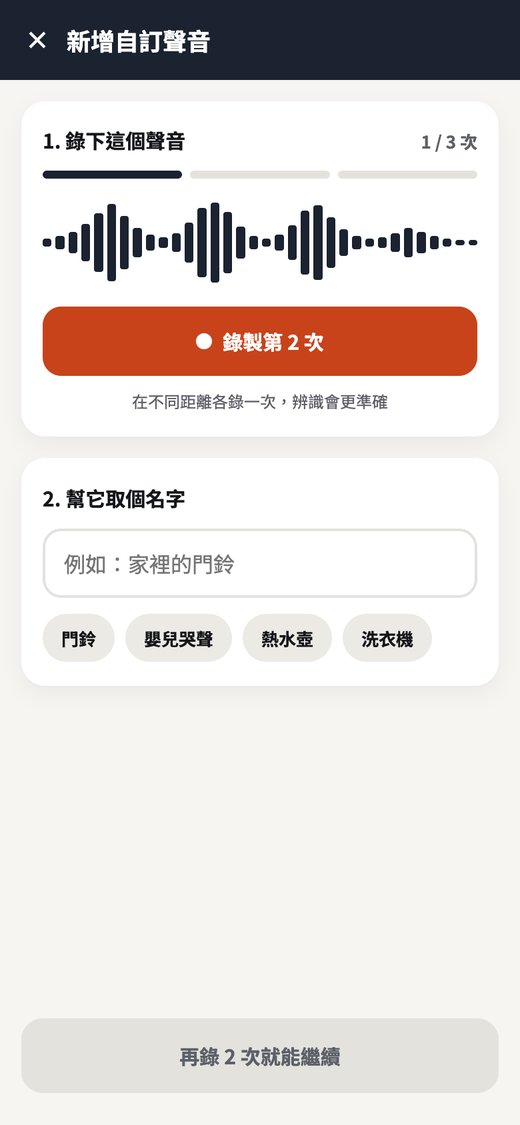 新增自訂聲音
1. 錄下這個聲音
1 / 3 次
錄製第 2 次
在不同距離各錄一次，辨識會更準確
2. 幫它取個名字
例如：家裡的門鈴
門鈴
嬰兒哭聲
熱水壺
洗衣機
再錄 2 次就能繼續